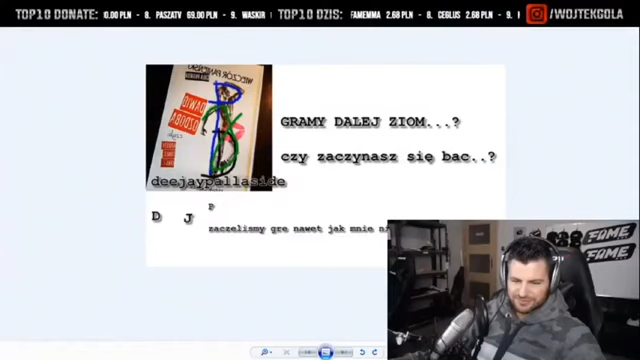 TOP10 DONATE: 0.00 PLN - 8. PASZATV 69.00 PLN - 9. WASKIR
TOP10 DZIS: FAMEMMA 2.68 PLN - 8. CEGLUS 2.68 PLN - 9.
/WOJTEKGOLA
GRAMY DALEJ ZIOM...?
czy zaczynasz się bac..?
deejaypallaside
D J P
zaczelismy gre nawet jak mnie
FAME
FAME